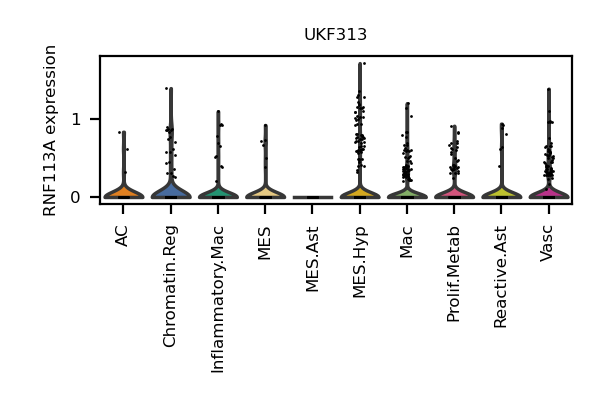 UKF313
RNF113A expression
1
0
AC
Chromatin.Reg
Inflammatory.Mac
MES
MES.Ast
MES.Hyp
Mac
Prolif.Metab
Reactive.Ast
Vasc